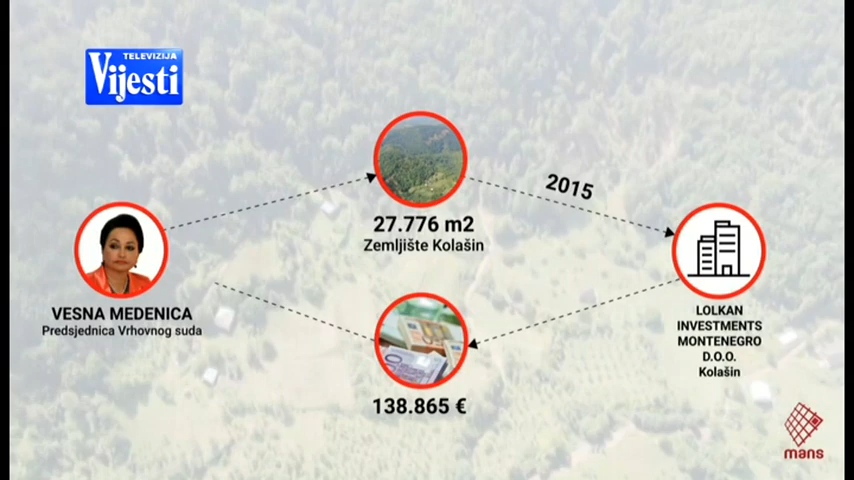 TELEVIZIJA
Vijesti
2015
27.776 m2
Zemljište Kolašin
VESNA MEDENICA
Predsjednica Vrhovnog suda
LOLKAN
INVESTMENTS
MONTENEGRO
D.O.O.
Kolašin
138.865 €
mans